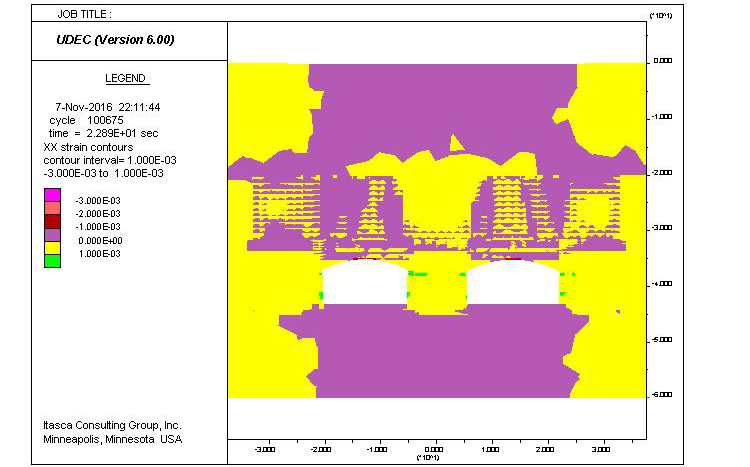 JOB TITLE :
UDEC (Version 6.00)
LEGEND
7-Nov-2016 22:11:44
cycle 100675
time = 2.289E+01 sec
XX strain contours
contour interval= 1.000E-03
-3.000E-03 to 1.000E-03
-3.000E-03
-2.000E-03
-1.000E-03
0.000E+00
1.000E-03
Itasca Consulting Group, Inc.
Minneapolis, Minnesota USA
(*10^1)
0.000
-1.000
-2.000
-3.000
-4.000
-5.000
-6.000
-3.000 -2.000 -1.000 0.000 1.000 2.000 3.000
(*10^1)